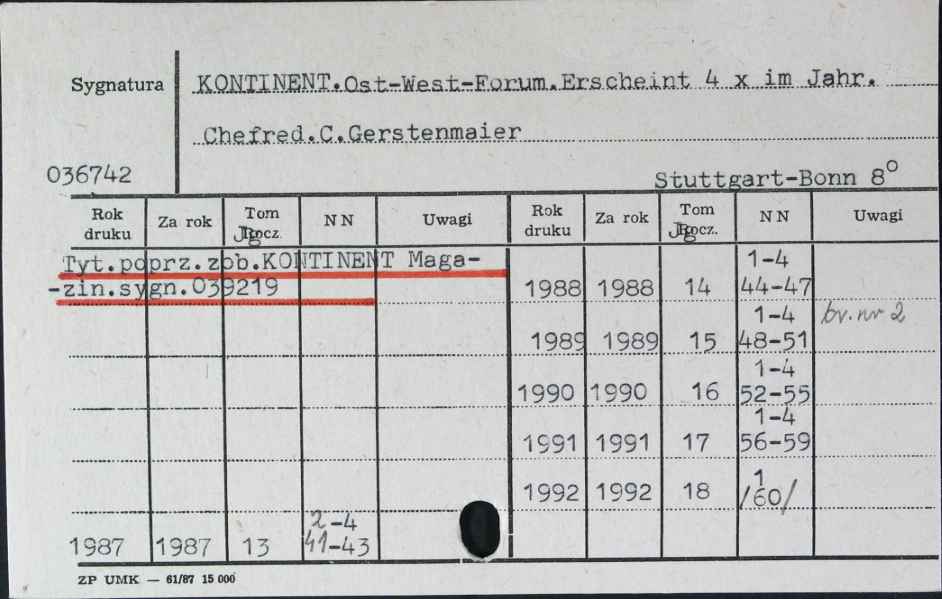 Sygnatura KONTINENT.Ost-West-Forum.Erscheint 4 x im Jahr.
Chefred.C.Gerstenmaier
036742 Stuttgart-Bonn 8°
Rok druku Za rok Tom Rocz. Jg NN Uwagi Rok druku Za rok Tom Rocz. Jg NN Uwagi
Tyt.poprz.zob.KONTINENT Maga-
-zin.sygn.039219
1988 1988 14 1-4 44-47
1989 1989 15 1-4 48-51 br. nr 2
1990 1990 16 1-4 52-55
1991 1991 17 1-4 56-59
1992 1992 18 1 /60/
1987 1987 13 2-4 41-43
ZP UMK — 61/87 15 000